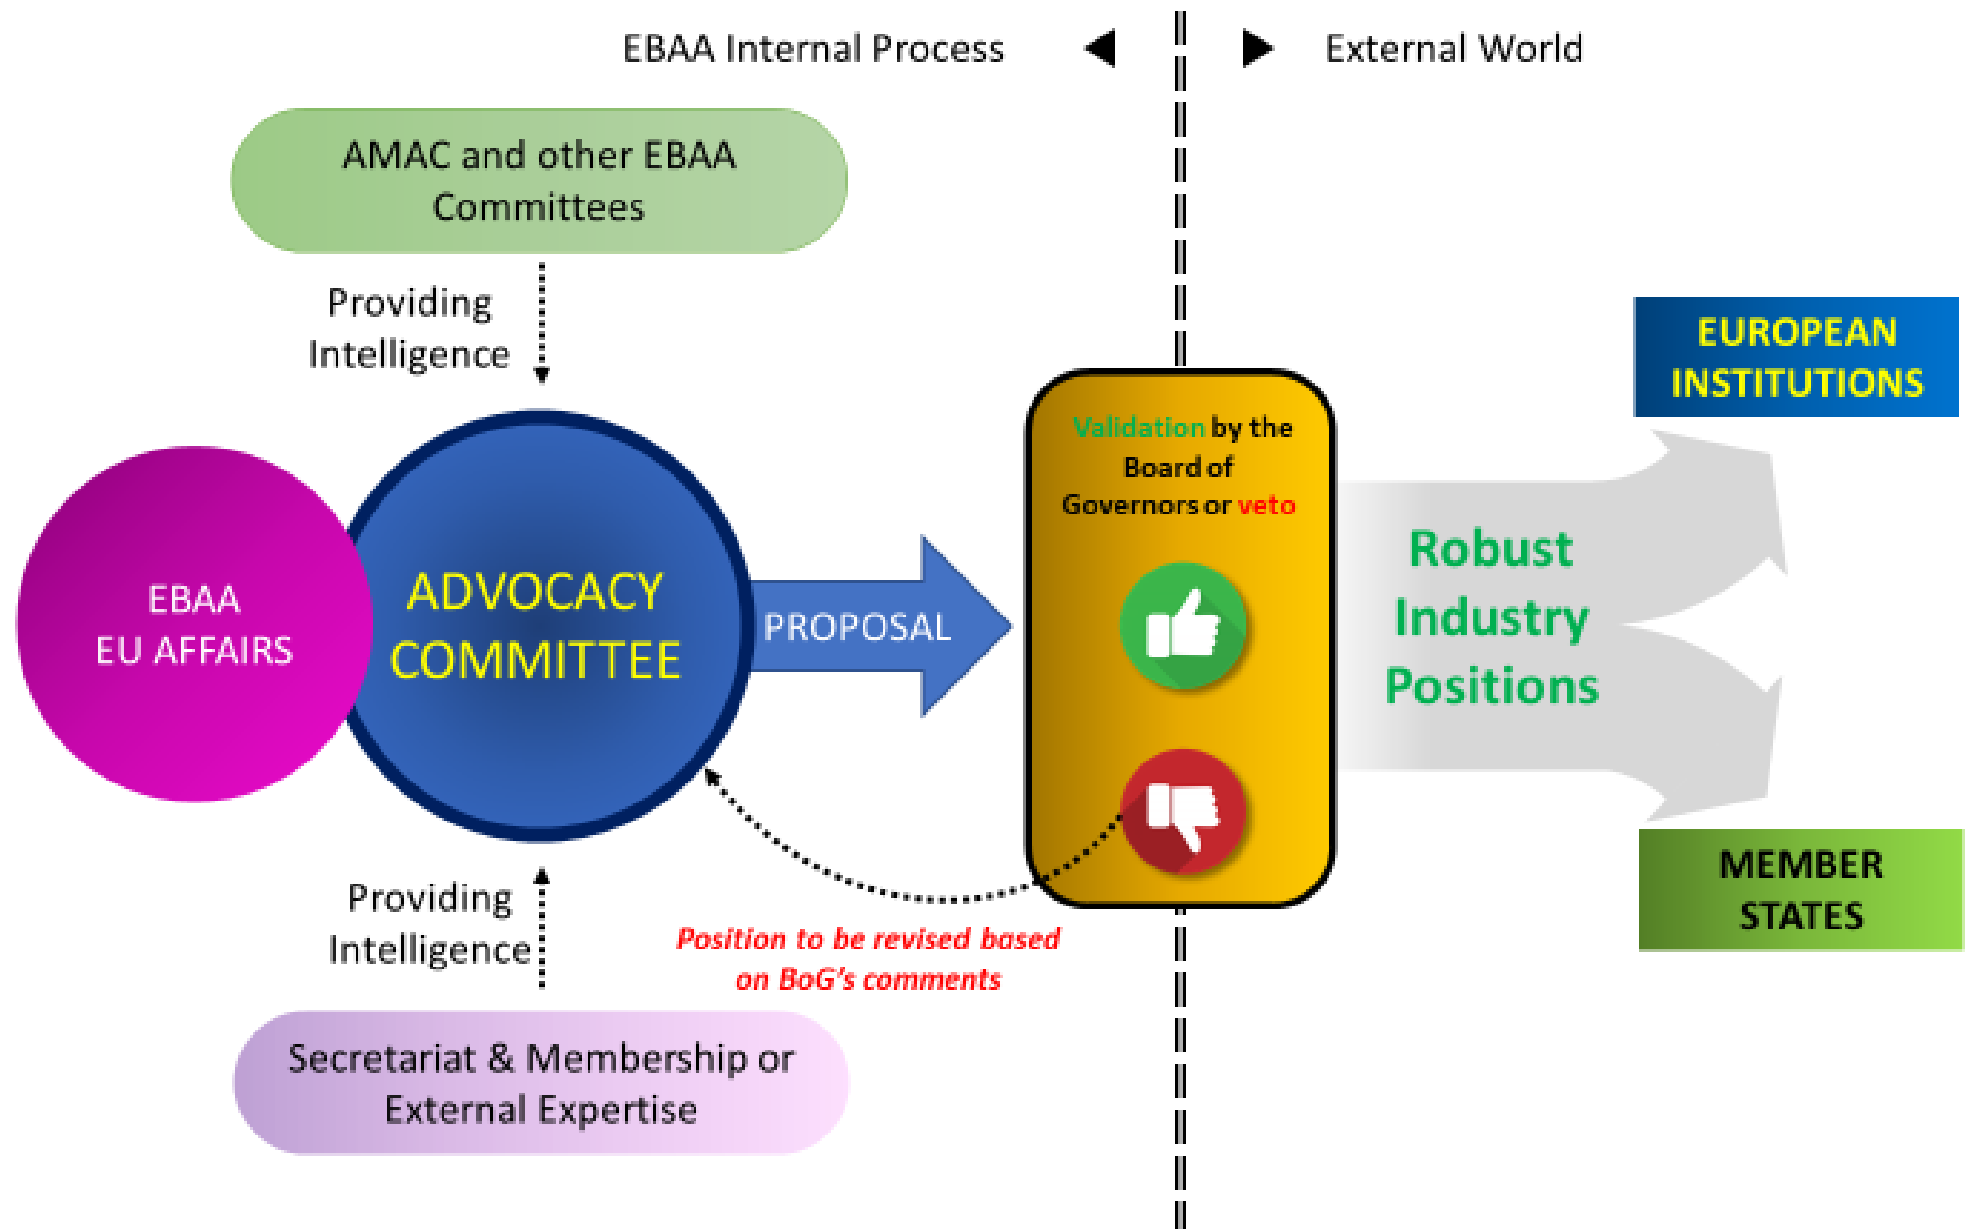 EBAA Internal Process
External World
AMAC and other EBAA
Committees
Providing
Intelligence
EUROPEAN
INSTITUTIONS
Validation by the
Board of
Governors or veto
EBAA
EU AFFAIRS
ADVOCACY
COMMITTEE
PROPOSAL
Robust
Industry
Positions
MEMBER
STATES
Providing
Intelligence
Position to be revised based
on BoG's comments
Secretariat & Membership or
External Expertise